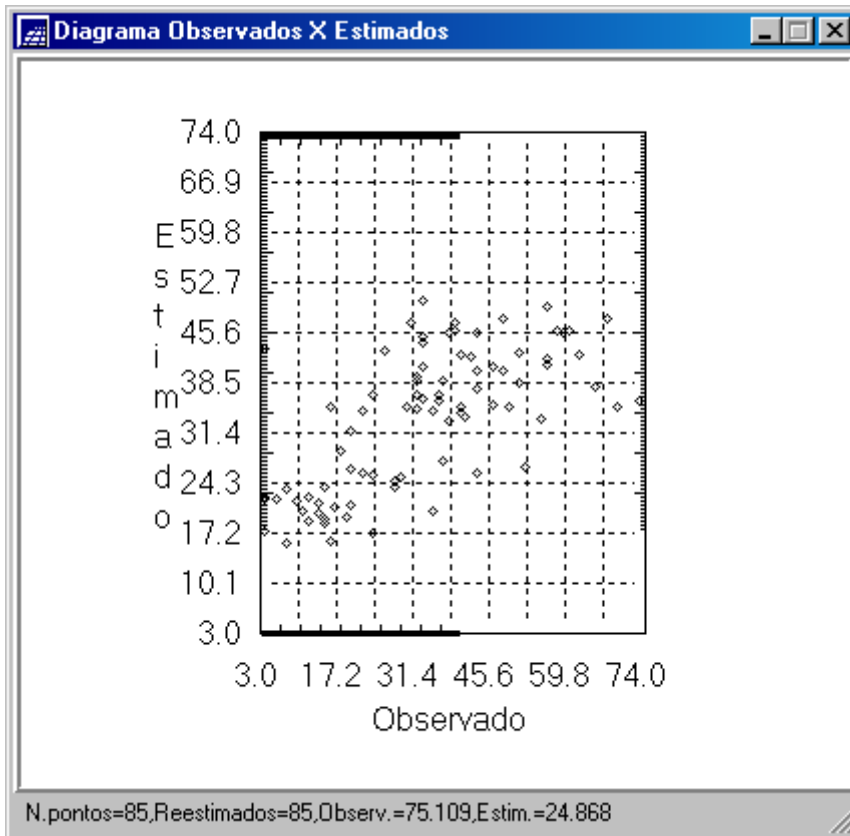 Diagrama Observados X Estimados
74.0
66.9
59.8
52.7
45.6
38.5
31.4
24.3
17.2
10.1
3.0
Estimado
3.0 17.2 31.4 45.6 59.8 74.0
Observado
N.pontos=85,Reestimados=85,Observ.=75.109,Estim.=24.868